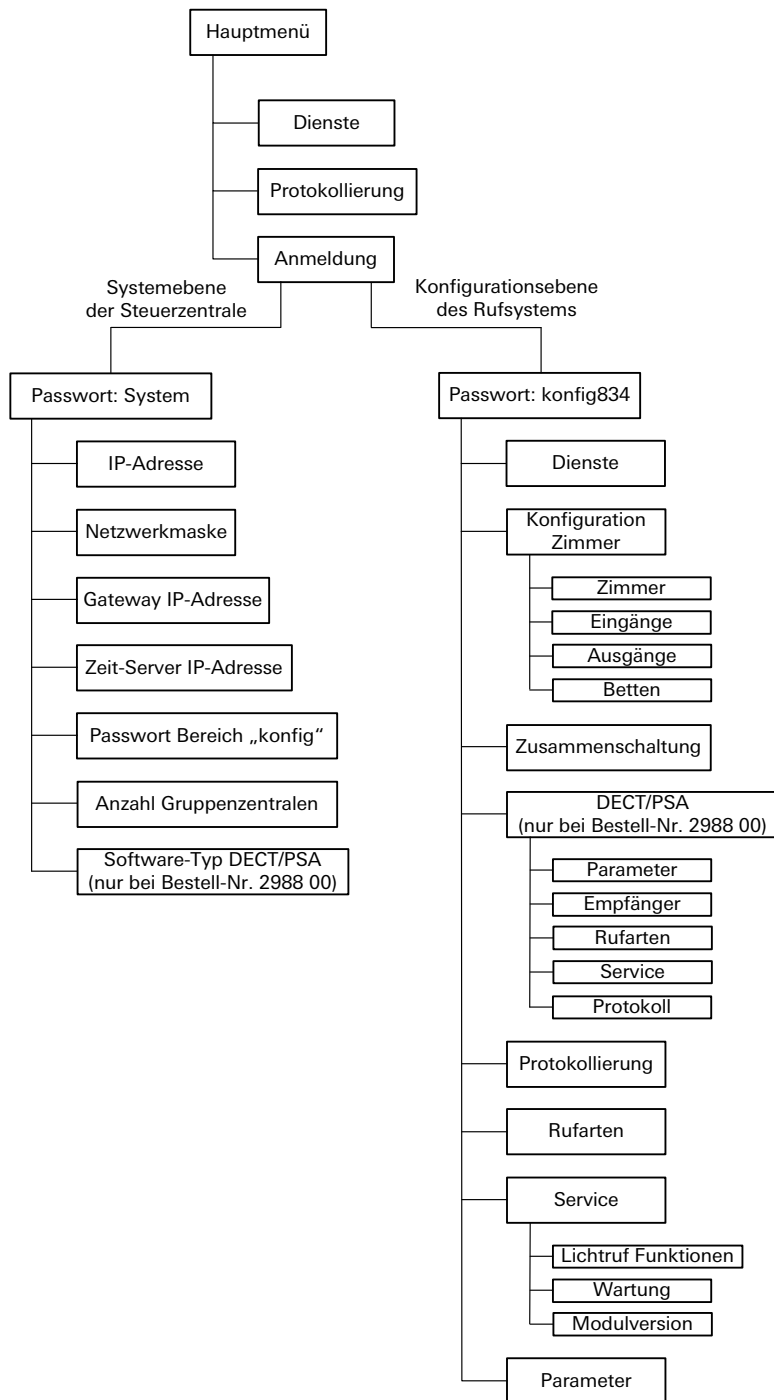 Hauptmenü
Dienste
Protokollierung
Anmeldung
Systemebene
der Steuerzentrale
Konfigurationsebene
des Rufsystems
Passwort: System
IP-Adresse
Netzwerkmaske
Gateway IP-Adresse
Zeit-Server IP-Adresse
Passwort Bereich „konfig“
Anzahl Gruppenzentralen
Software-Typ DECT/PSA
(nur bei Bestell-Nr. 2988 00)
Passwort: konfig834
Dienste
Konfiguration
Zimmer
Zimmer
Eingänge
Ausgänge
Betten
Zusammenschaltung
DECT/PSA
(nur bei Bestell-Nr. 2988 00)
Parameter
Empfänger
Rufarten
Service
Protokoll
Protokollierung
Rufarten
Service
Lichtruf Funktionen
Wartung
Modulversion
Parameter